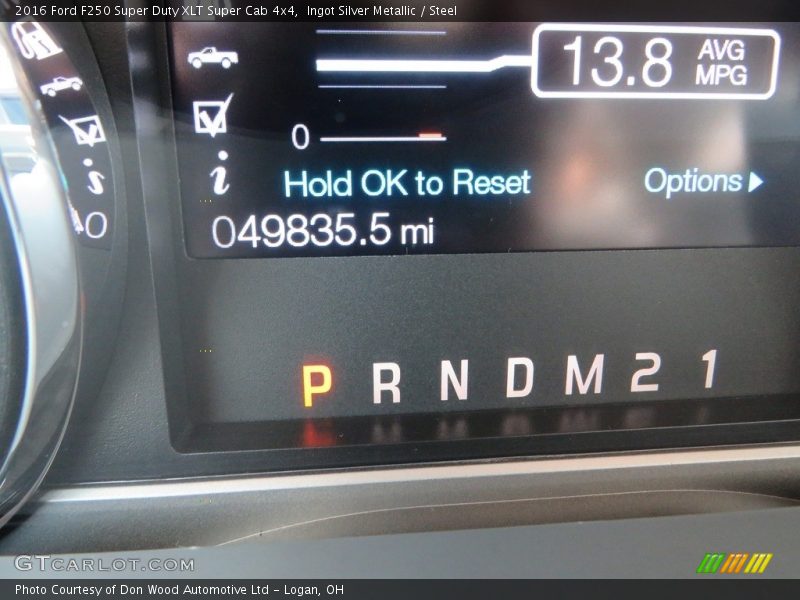 2016 Ford F250 Super Duty XLT Super Cab 4x4,  Ingot Silver Metallic / Steel
13.8 AVG MPG
0
Hold OK to Reset Options
049835.5 mi
P R N D M 2 1
GTCARLOT.COM
Photo Courtesy of Don Wood Automotive Ltd - Logan, OH